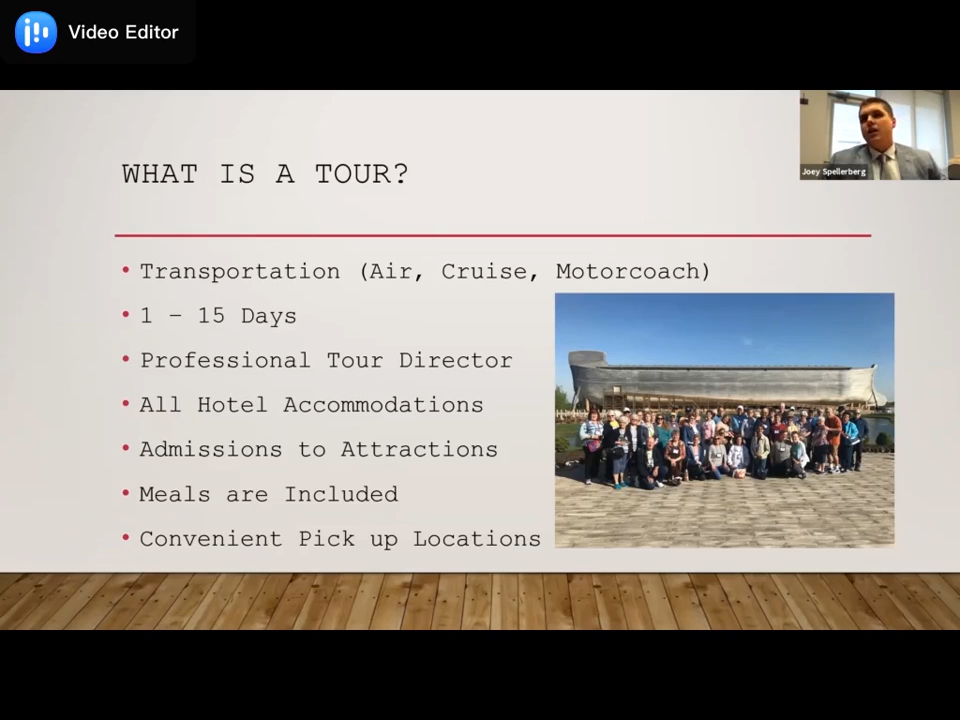 Video Editor
WHAT IS A TOUR?
Joey Spellerberg
• Transportation (Air, Cruise, Motorcoach)
• 1 – 15 Days
• Professional Tour Director
• All Hotel Accommodations
• Admissions to Attractions
• Meals are Included
• Convenient Pick up Locations